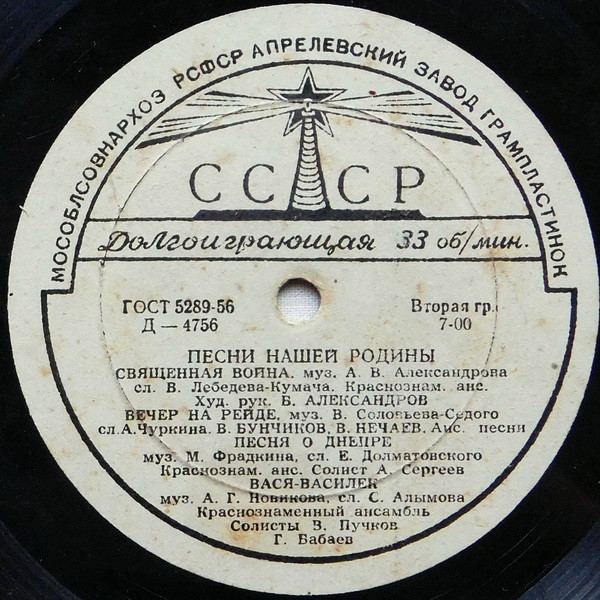 МОСОБЛСОВНАРХОЗ РСФСР АПРЕЛЕВСКИЙ ЗАВОД ГРАМПЛАСТИНОК
СССР
Долгоиграющая 33 об/мин.
ГОСТ 5289-56
Д — 4756
Вторая гр.
7-00
ПЕСНИ НАШЕЙ РОДИНЫ
СВЯЩЕННАЯ ВОЙНА, муз. А. В. Александрова
сл. В. Лебедева-Кумача. Краснознам. анс.
Худ. рук. Б. АЛЕКСАНДРОВ
ВЕЧЕР НА РЕЙДЕ, муз. В. Соловьева-Седого
сл.А.Чуркина. В. БУНЧИКОВ, В. НЕЧАЕВ. Анс. песни
ПЕСНЯ О ДНЕПРЕ
муз. М. Фрадкина, сл. Е. Долматовского
Краснознам. анс. Солист А. Сергеев
ВАСЯ-ВАСИЛЕК
муз. А. Г. Новикова, сл. С. Алымова
Краснознаменный ансамбль
Солисты В. Пучков
Г. Бабаев